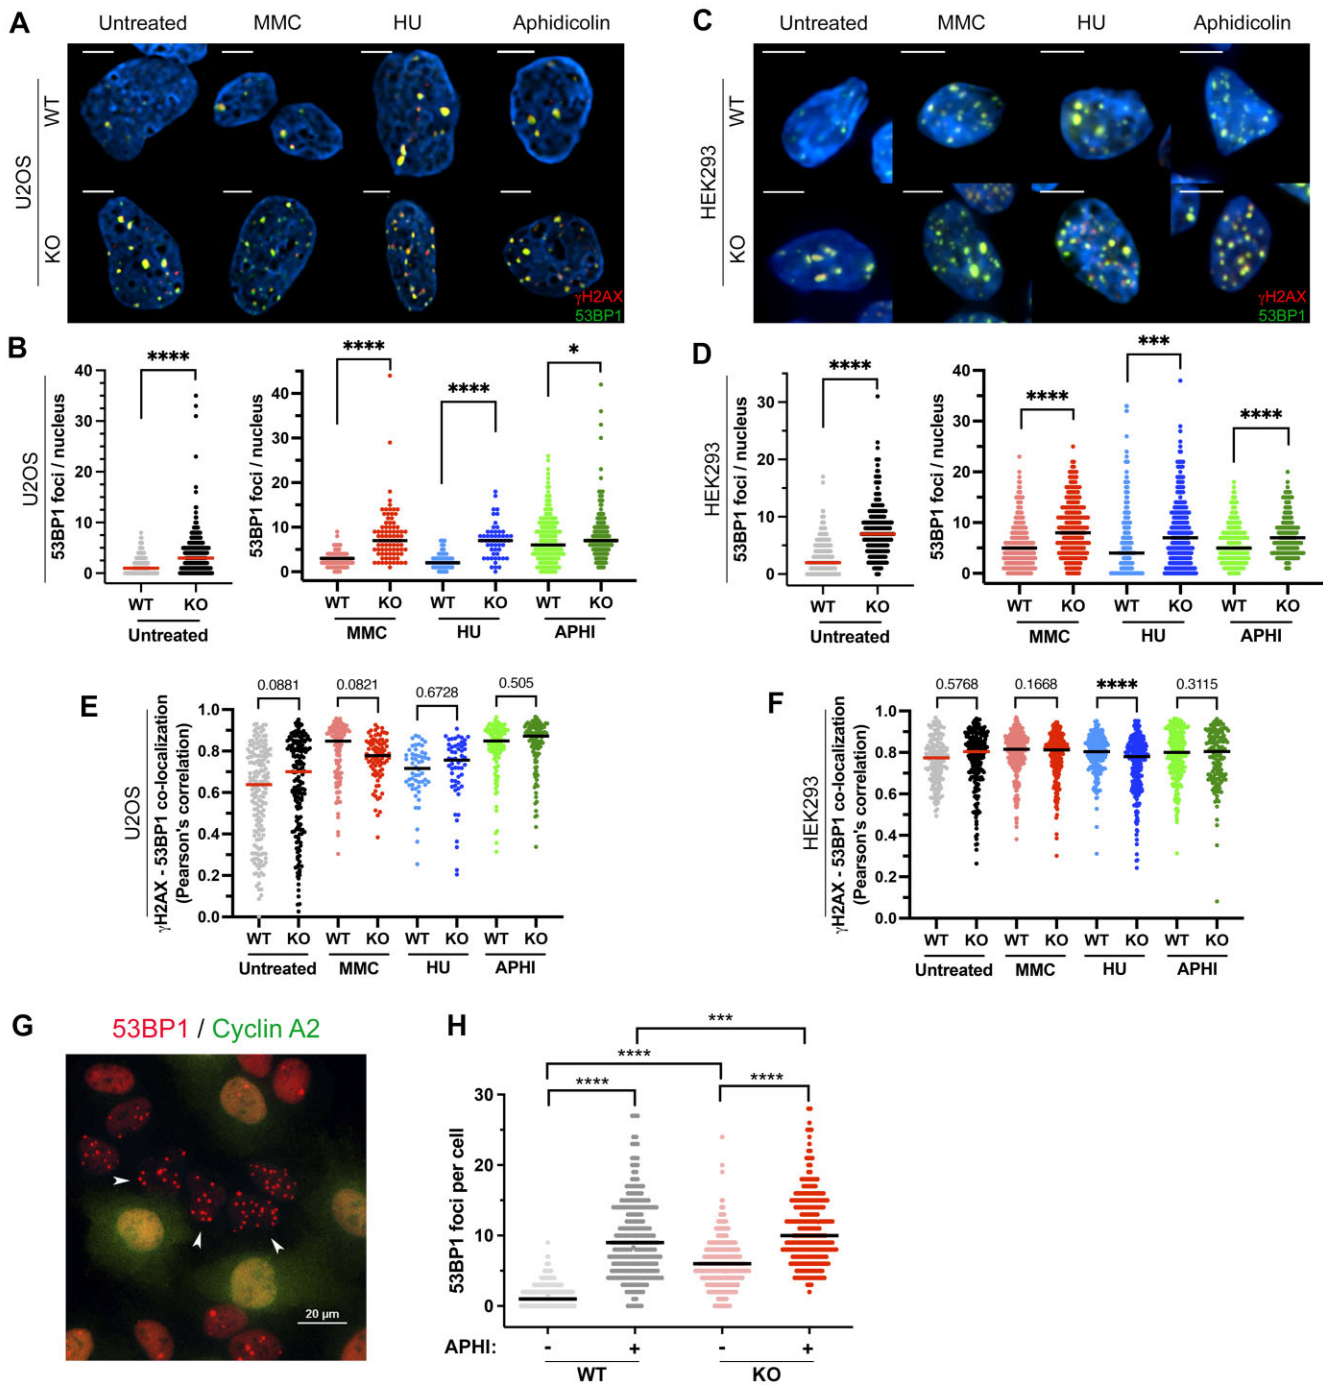 A
Untreated MMC HU Aphidicolin
U2OS
WT
KO
γH2AX
53BP1
C
Untreated MMC HU Aphidicolin
HEK293
WT
KO
γH2AX
53BP1
B
U2OS
53BP1 foci / nucleus
40
30
20
10
0
****
WT KO
Untreated
53BP1 foci / nucleus
40
30
20
10
0
**** **** *
WT KO WT KO WT KO
MMC HU APHI
D
HEK293
53BP1 foci / nucleus
30
20
10
0
****
WT KO
Untreated
53BP1 foci / nucleus
40
30
20
10
0
**** *** ****
WT KO WT KO WT KO
MMC HU APHI
E
U2OS
γH2AX - 53BP1 co-localization
(Pearson's correlation)
1.0
0.8
0.6
0.4
0.2
0.0
0.0881 0.0821 0.6728 0.505
WT KO WT KO WT KO WT KO
Untreated MMC HU APHI
F
HEK293
γH2AX - 53BP1 co-localization
(Pearson's correlation)
1.0
0.8
0.6
0.4
0.2
0.0
0.5768 0.1668 **** 0.3115
WT KO WT KO WT KO WT KO
Untreated MMC HU APHI
G
53BP1 / Cyclin A2
20 µm
H
53BP1 foci per cell
30
20
10
0
***
****
**** ****
APHI: - + - +
WT KO